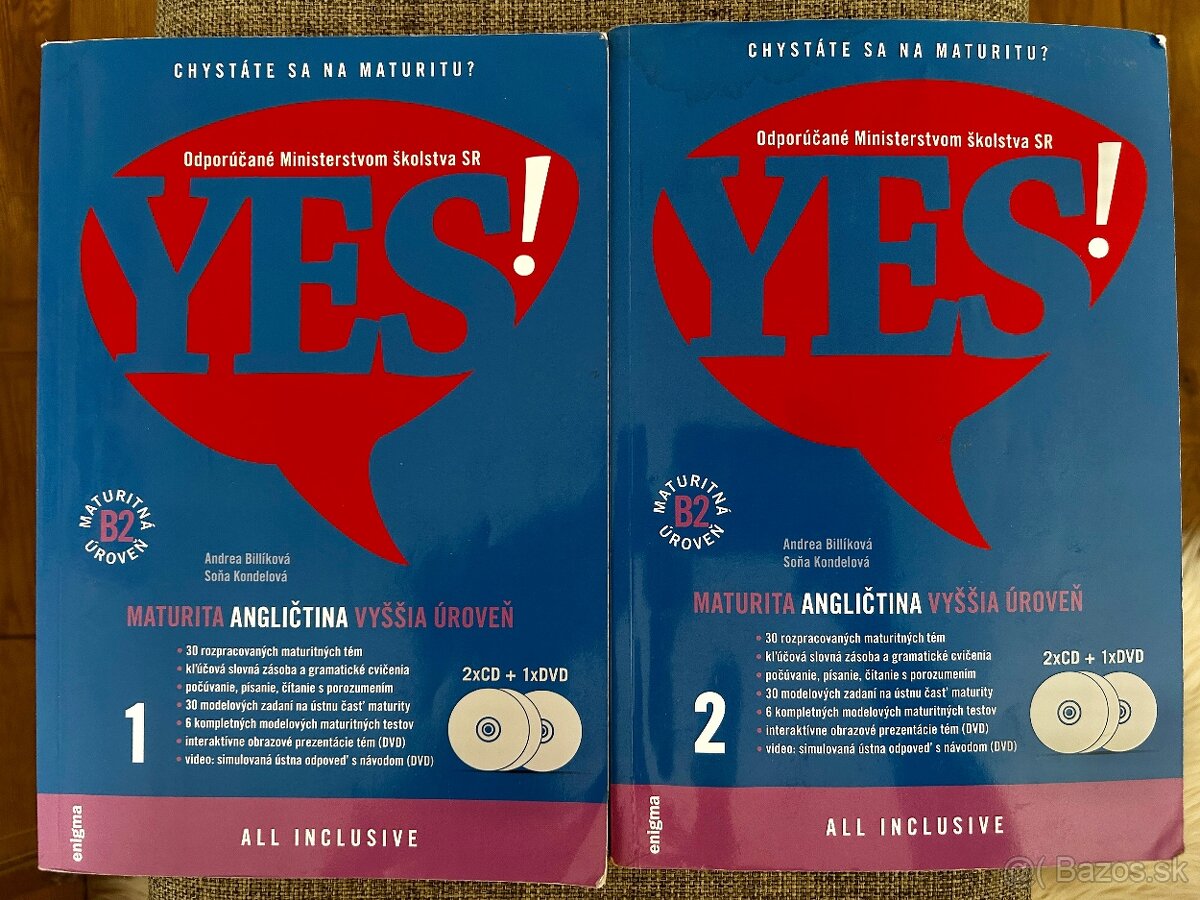 CHYSTÁTE SA NA MATURITU?
Odporúčané Ministerstvom školstva SR
YES!
MATURITNÁ
B2
ÚROVEŇ
Andrea Billíková
Soňa Kondelová
MATURITA ANGLIČTINA VYŠŠIA ÚROVEŇ
• 30 rozpracovaných maturitných tém
• kľúčová slovná zásoba a gramatické cvičenia
• počúvanie, písanie, čítanie s porozumením
• 30 modelových zadaní na ústnu časť maturity
• 6 kompletných modelových maturitných testov
• interaktívne obrazové prezentácie tém (DVD)
• video: simulovaná ústna odpoveď s návodom (DVD)
2xCD + 1xDVD
1
enigma
ALL INCLUSIVE
CHYSTÁTE SA NA MATURITU?
Odporúčané Ministerstvom školstva SR
YES!
MATURITNÁ
B2
ÚROVEŇ
Andrea Billíková
Soňa Kondelová
MATURITA ANGLIČTINA VYŠŠIA ÚROVEŇ
• 30 rozpracovaných maturitných tém
• kľúčová slovná zásoba a gramatické cvičenia
• počúvanie, písanie, čítanie s porozumením
• 30 modelových zadaní na ústnu časť maturity
• 6 kompletných modelových maturitných testov
• interaktívne obrazové prezentácie tém (DVD)
• video: simulovaná ústna odpoveď s návodom (DVD)
2xCD + 1xDVD
2
enigma
ALL INCLUSIVE
Bazos.sk